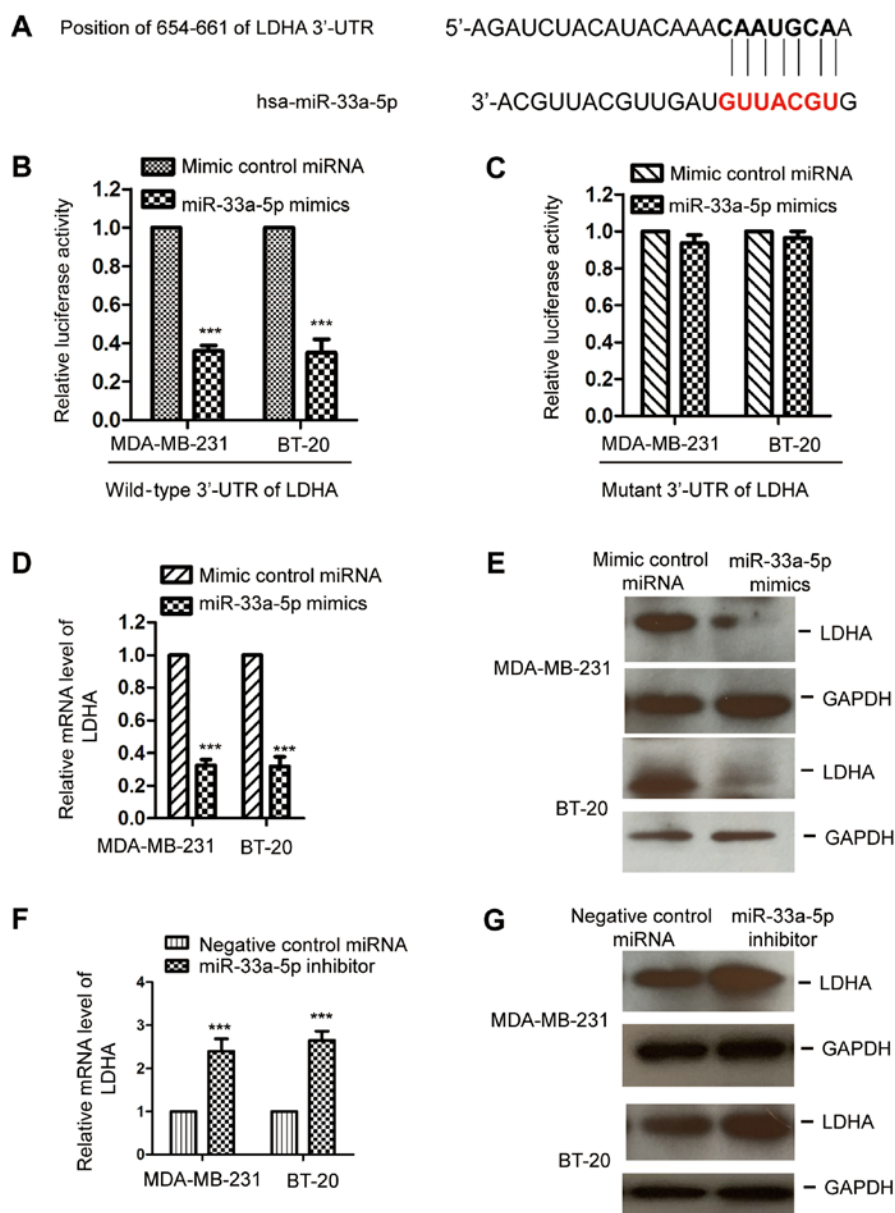 A
Position of 654-661 of LDHA 3’-UTR
5’-AGAUCUACAUACAAACAAUGCAA
hsa-miR-33a-5p
3’-ACGUUACGUUGAUGUUACGUG
B
Mimic control miRNA
miR-33a-5p mimics
Relative luciferase activity
1.2
1.0
0.8
0.6
0.4
0.2
0.0
***
***
MDA-MB-231
BT-20
Wild-type 3’-UTR of LDHA
C
Mimic control miRNA
miR-33a-5p mimics
Relative luciferase activity
1.2
1.0
0.8
0.6
0.4
0.2
0.0
MDA-MB-231
BT-20
Mutant 3’-UTR of LDHA
D
Mimic control miRNA
miR-33a-5p mimics
Relative mRNA level of
LDHA
1.2
1.0
0.8
0.6
0.4
0.2
0.0
***
***
MDA-MB-231
BT-20
E
Mimic control
miRNA
miR-33a-5p
mimics
MDA-MB-231
LDHA
GAPDH
BT-20
LDHA
GAPDH
F
Negative control miRNA
miR-33a-5p inhibitor
Relative mRNA level of
LDHA
4
2
2
1
0
***
***
MDA-MB-231
BT-20
G
Negative control
miRNA
miR-33a-5p
inhibitor
MDA-MB-231
LDHA
GAPDH
BT-20
LDHA
GAPDH